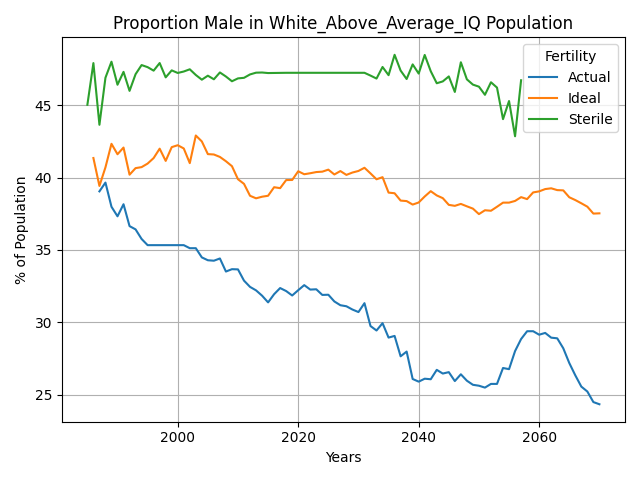 Proportion Male in White_Above_Average_IQ Population
Fertility
Actual
Ideal
Sterile
% of Population
45
40
35
30
25
2000
2020
2040
2060
Years